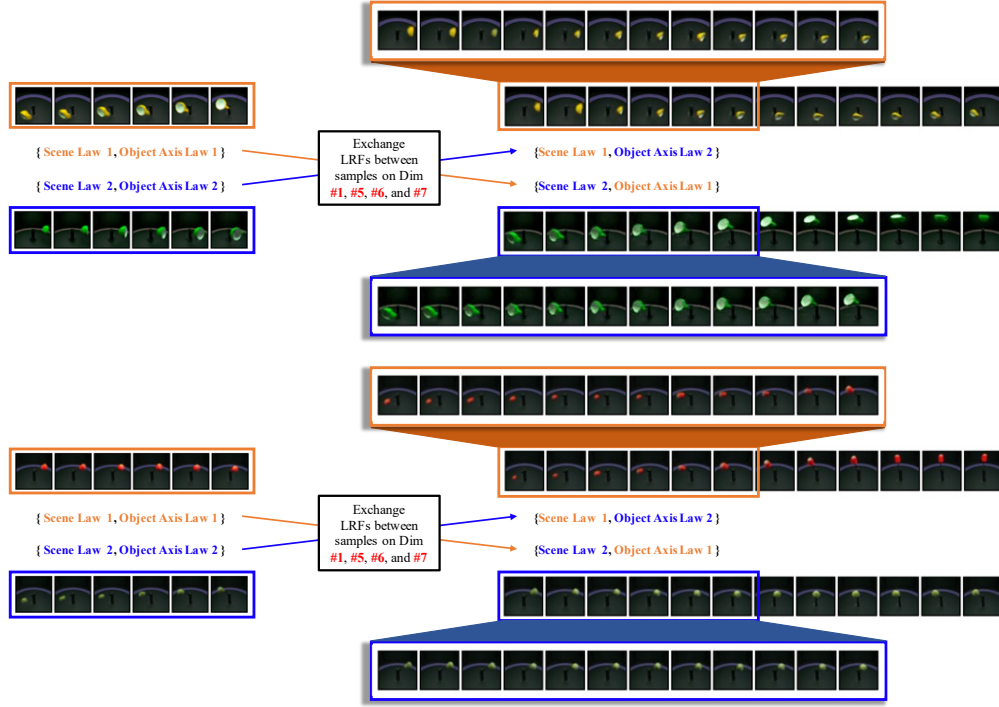 { Scene Law 1, Object Axis Law 1 }
{ Scene Law 2, Object Axis Law 2 }
Exchange
LRFs between
samples on Dim
#1, #5, #6, and #7
{Scene Law 1, Object Axis Law 2 }
{Scene Law 2, Object Axis Law 1 }
{ Scene Law 1, Object Axis Law 1 }
{ Scene Law 2, Object Axis Law 2 }
Exchange
LRFs between
samples on Dim
#1, #5, #6, and #7
{Scene Law 1, Object Axis Law 2 }
{Scene Law 2, Object Axis Law 1 }